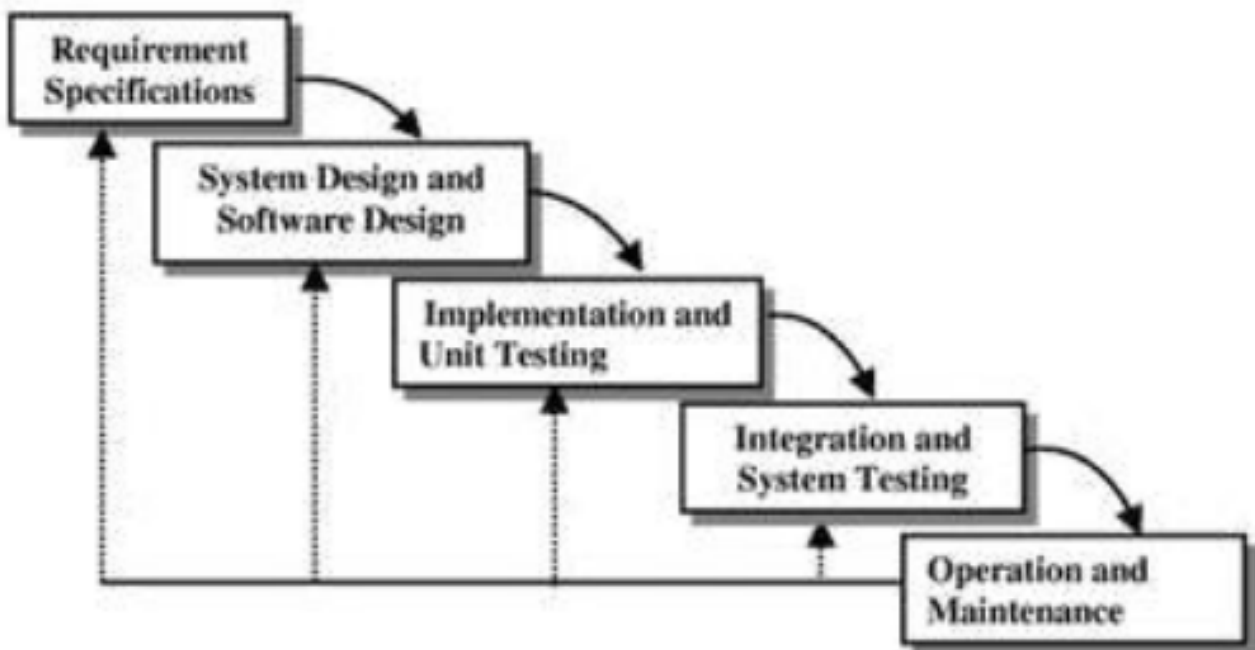 Requirement
Specifications
System Design and
Software Design
Implementation and
Unit Testing
Integration and
System Testing
Operation and
Maintenance